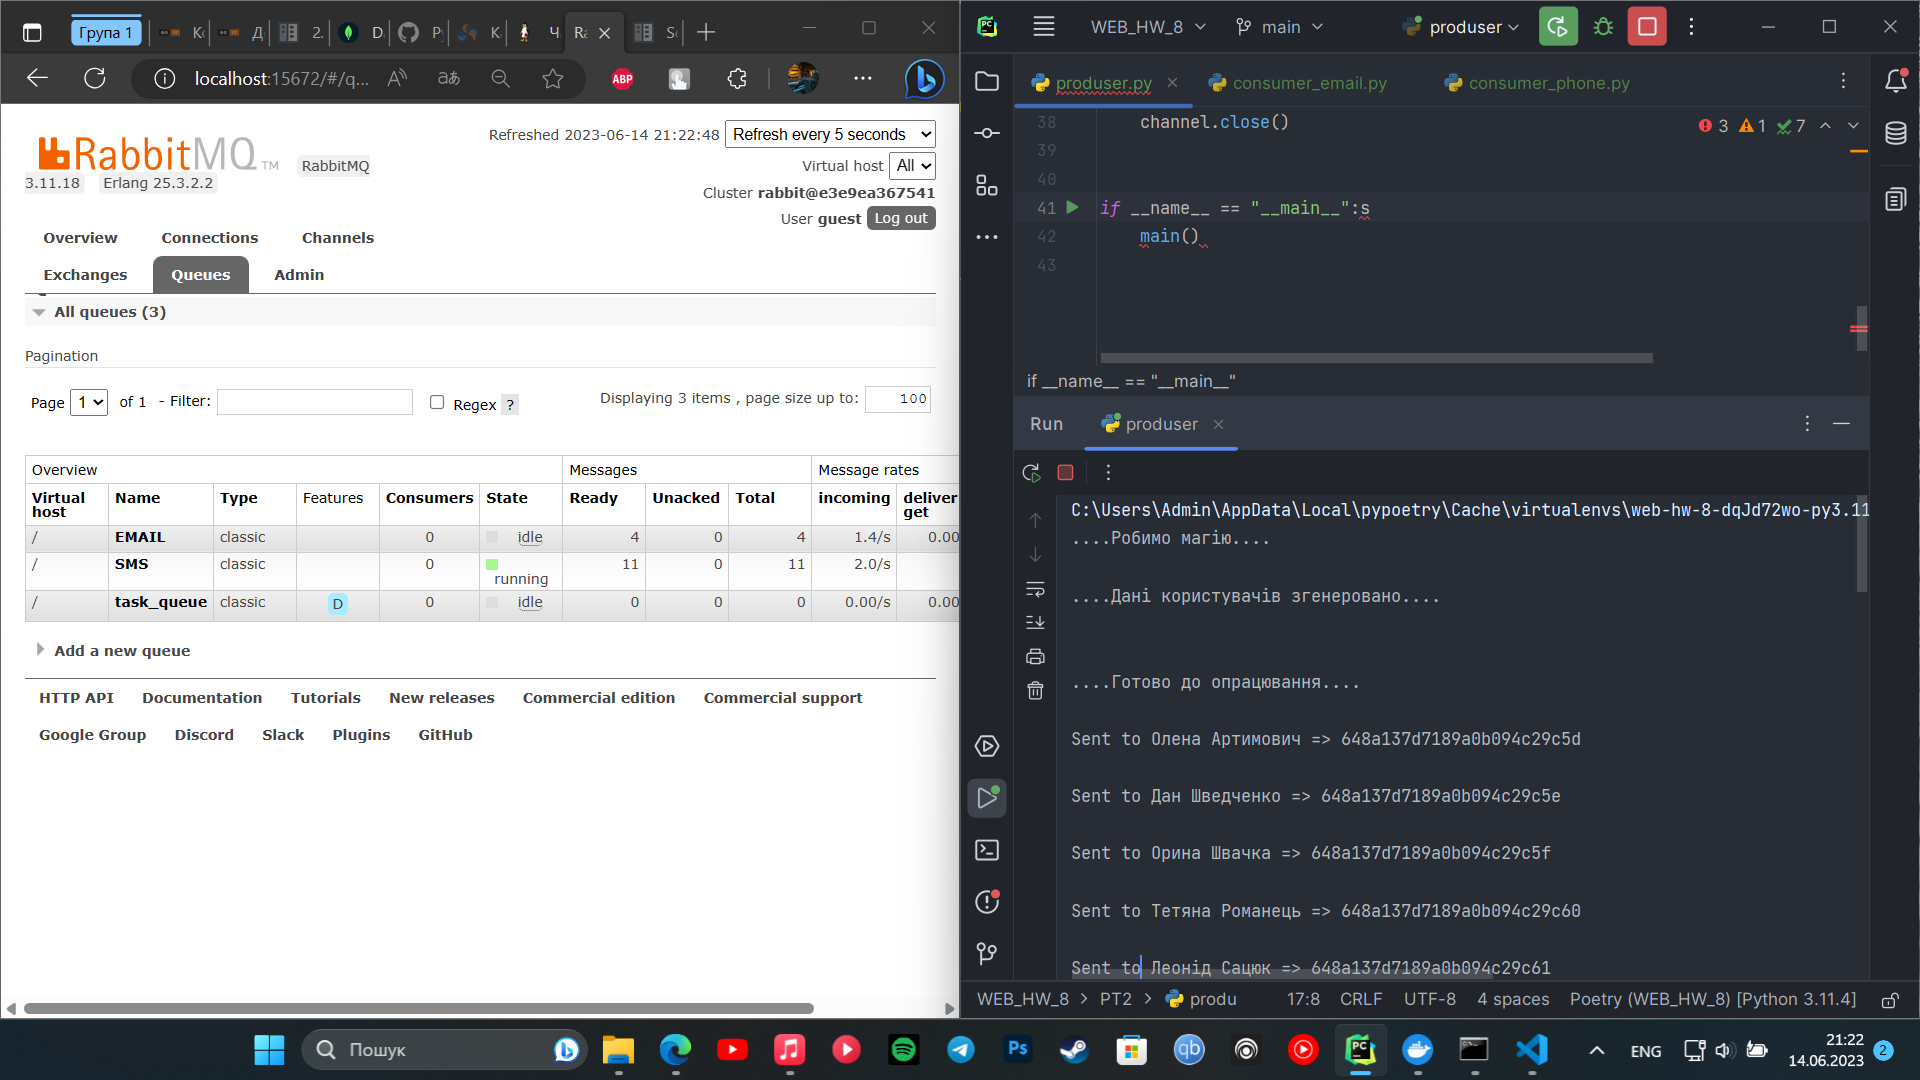 Група 1
Кс
Д
2.
D
Py
К
Ч
Ra
Sc
localhost:15672/#/q...
ABP
RabbitMQ TM
RabbitMQ
3.11.18
Erlang 25.3.2.2
Refreshed 2023-06-14 21:22:48
Refresh every 5 seconds
Virtual host All
Cluster rabbit@e3e9ea367541
User guest Log out
Overview
Connections
Channels
Exchanges
Queues
Admin
All queues (3)
Pagination
Page 1 of 1 - Filter:
Regex ?
Displaying 3 items , page size up to: 100
Overview Messages Message rates
Virtual host Name Type Features Consumers State Ready Unacked Total incoming deliver get
/ EMAIL classic 0 idle 4 0 4 1.4/s 0.00
/ SMS classic 0 running 11 0 11 2.0/s
/ task_queue classic D 0 idle 0 0 0 0.00/s 0.00
Add a new queue
HTTP API
Documentation
Tutorials
New releases
Commercial edition
Commercial support
Google Group
Discord
Slack
Plugins
GitHub
PC
WEB_HW_8
main
produser
produser.py
consumer_email.py
consumer_phone.py
3 1 7
38 channel.close()
39
40
41 if __name__ == "__main__":s
42 main()
43
if __name__ == "__main__"
Run
produser
C:\Users\Admin\AppData\Local\pypoetry\Cache\virtualenvs\web-hw-8-dqJd72wo-py3.11
....Робимо магію....
....Дані користувачів згенеровано....
....Готово до опрацювання....
Sent to Олена Артимович => 648a137d7189a0b094c29c5d
Sent to Дан Шведченко => 648a137d7189a0b094c29c5e
Sent to Орина Швачка => 648a137d7189a0b094c29c5f
Sent to Тетяна Романець => 648a137d7189a0b094c29c60
Sent to Леонід Сацюк => 648a137d7189a0b094c29c61
WEB_HW_8 > PT2 > produ
17:8 CRLF UTF-8 4 spaces Poetry (WEB_HW_8) [Python 3.11.4]
Пошук
Ps
qb
PC
ENG
21:22
14.06.2023
2